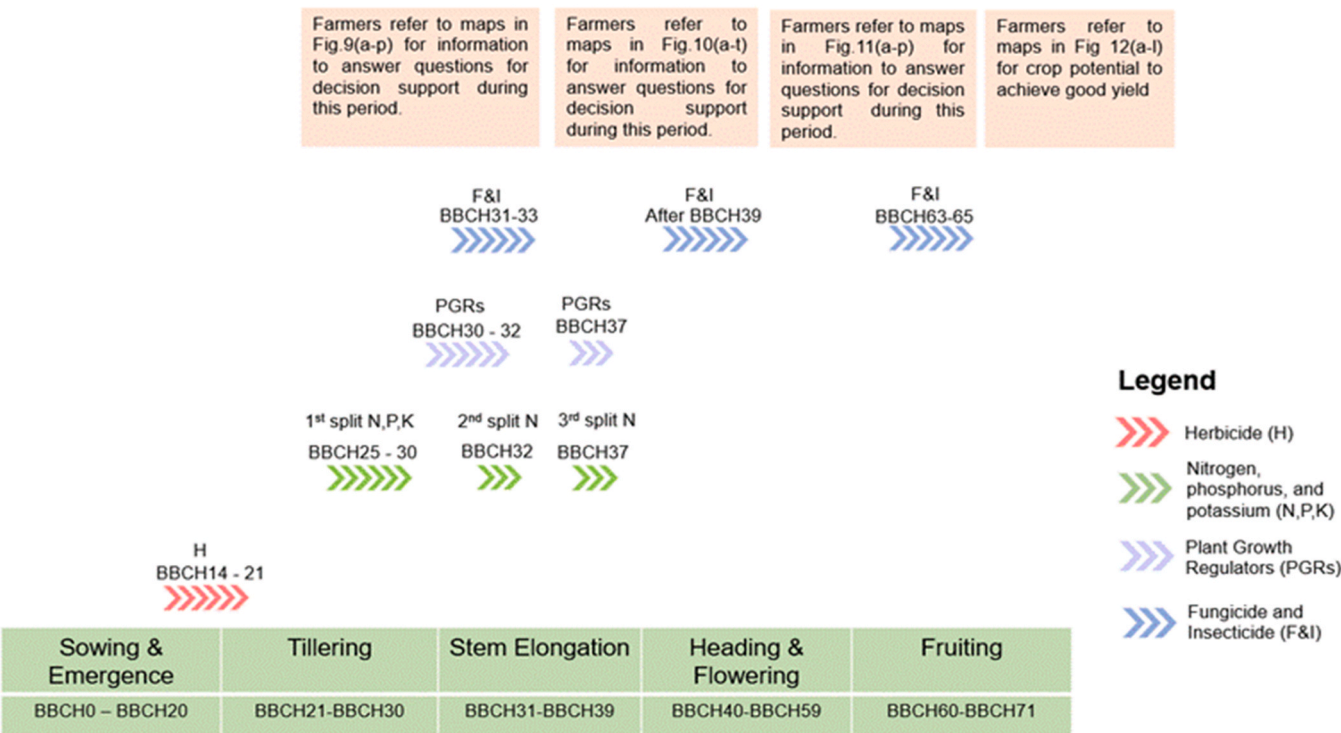 Farmers refer to maps in
Fig.9(a-p) for information
to answer questions for
decision support during
this period.
Farmers refer to
maps in Fig.10(a-t)
for information to
answer questions for
decision support
during this period.
Farmers refer to maps
in Fig.11(a-p) for
information to answer
questions for decision
support during this
period.
Farmers refer to
maps in Fig 12(a-l)
for crop potential to
achieve good yield
F&I
BBCH31-33
F&I
After BBCH39
F&I
BBCH63-65
PGRs
BBCH30 - 32
PGRs
BBCH37
1st split N,P,K
BBCH25 - 30
2nd split N
BBCH32
3rd split N
BBCH37
H
BBCH14 - 21
Legend
Herbicide (H)
Nitrogen,
phosphorus, and
potassium (N,P,K)
Plant Growth
Regulators (PGRs)
Fungicide and
Insecticide (F&I)
Sowing &
Emergence
Tillering
Stem Elongation
Heading &
Flowering
Fruiting
BBCH0 – BBCH20
BBCH21-BBCH30
BBCH31-BBCH39
BBCH40-BBCH59
BBCH60-BBCH71